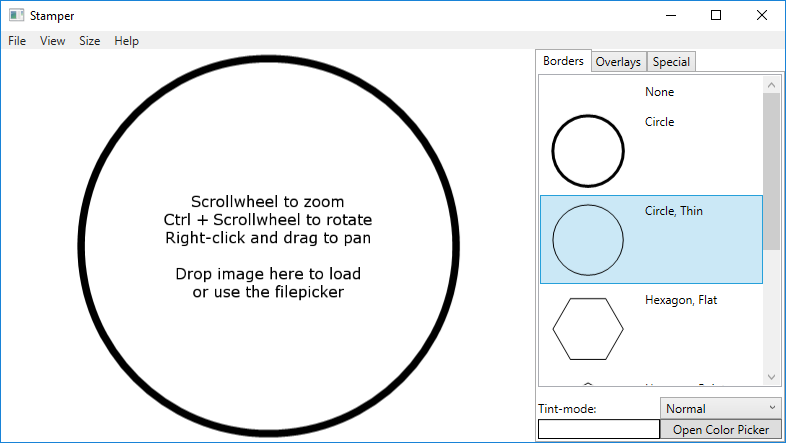 Stamper
File View Size Help
Scrollwheel to zoom
Ctrl + Scrollwheel to rotate
Right-click and drag to pan
Drop image here to load
or use the filepicker
Borders Overlays Special
None
Circle
Circle, Thin
Hexagon, Flat
Tint-mode: Normal
Open Color Picker